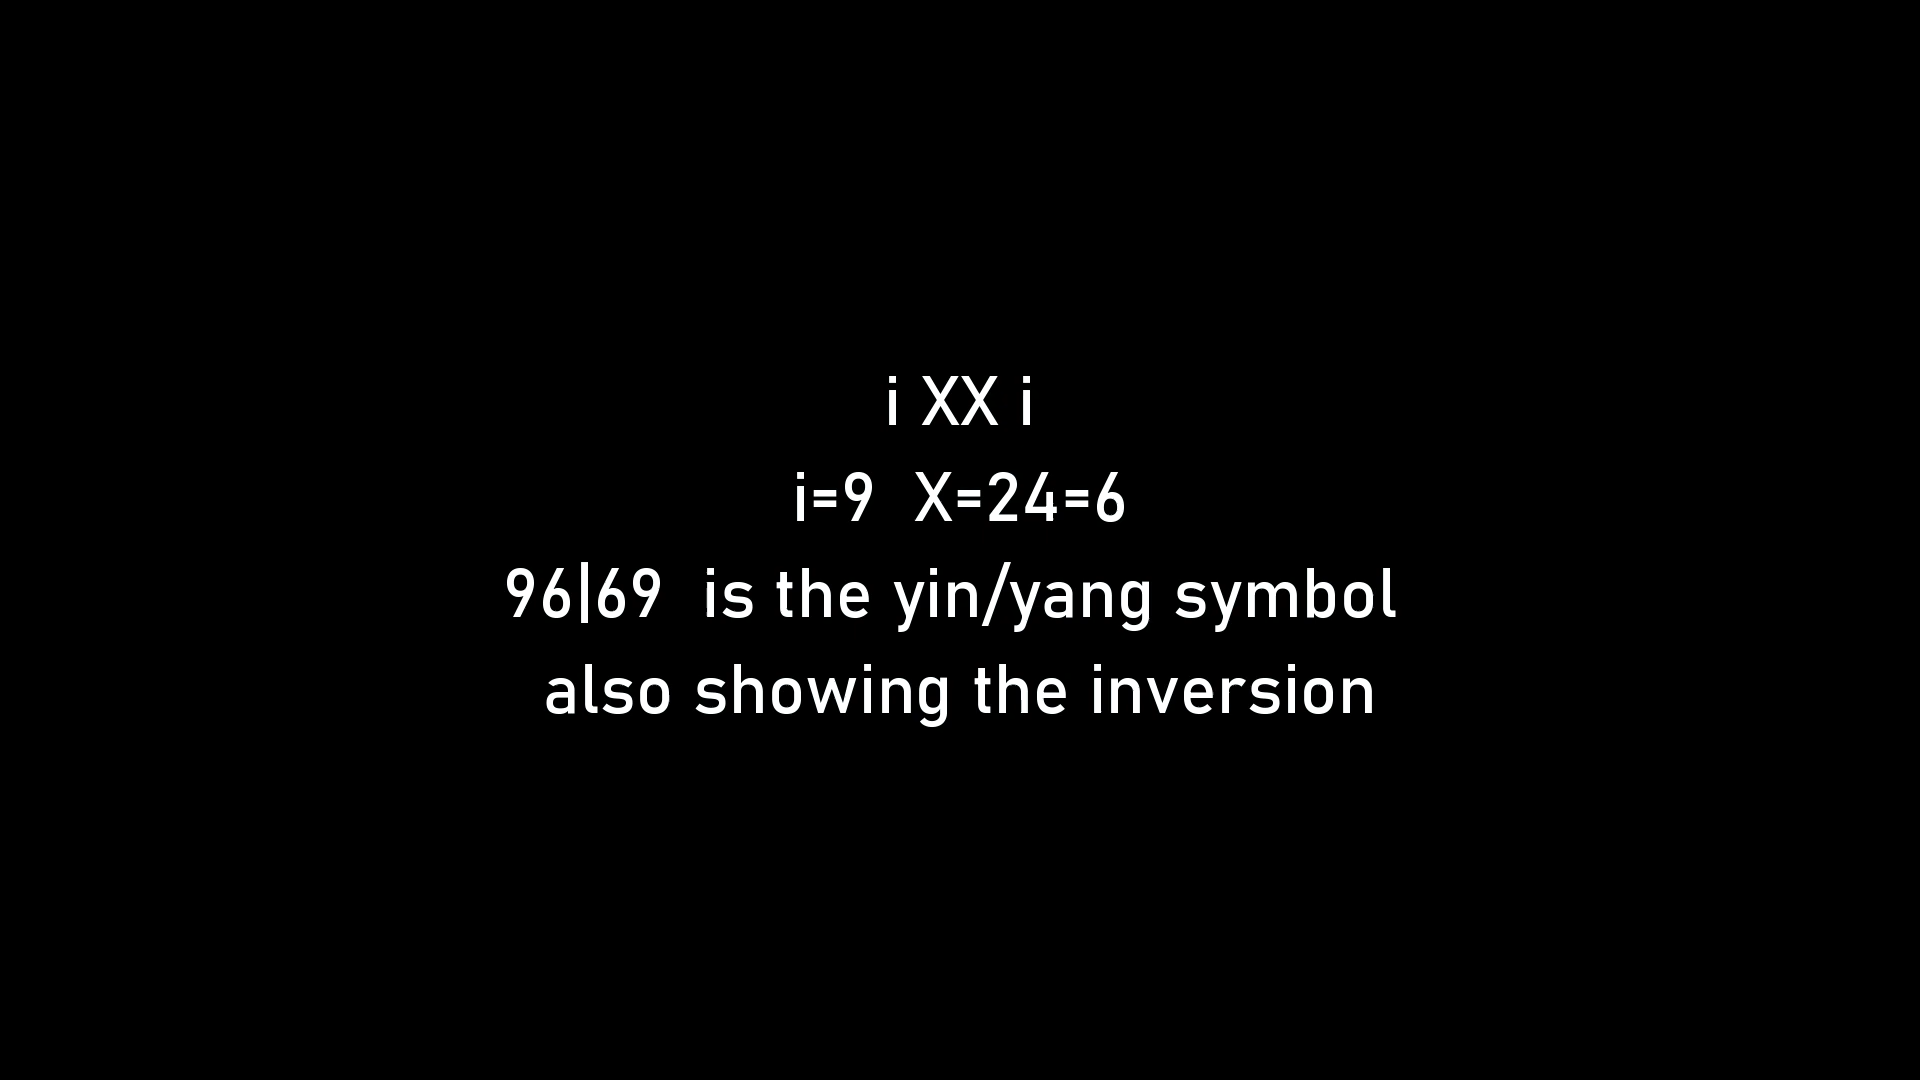 i XX i
i=9  X=24=6
96|69  is the yin/yang symbol
also showing the inversion